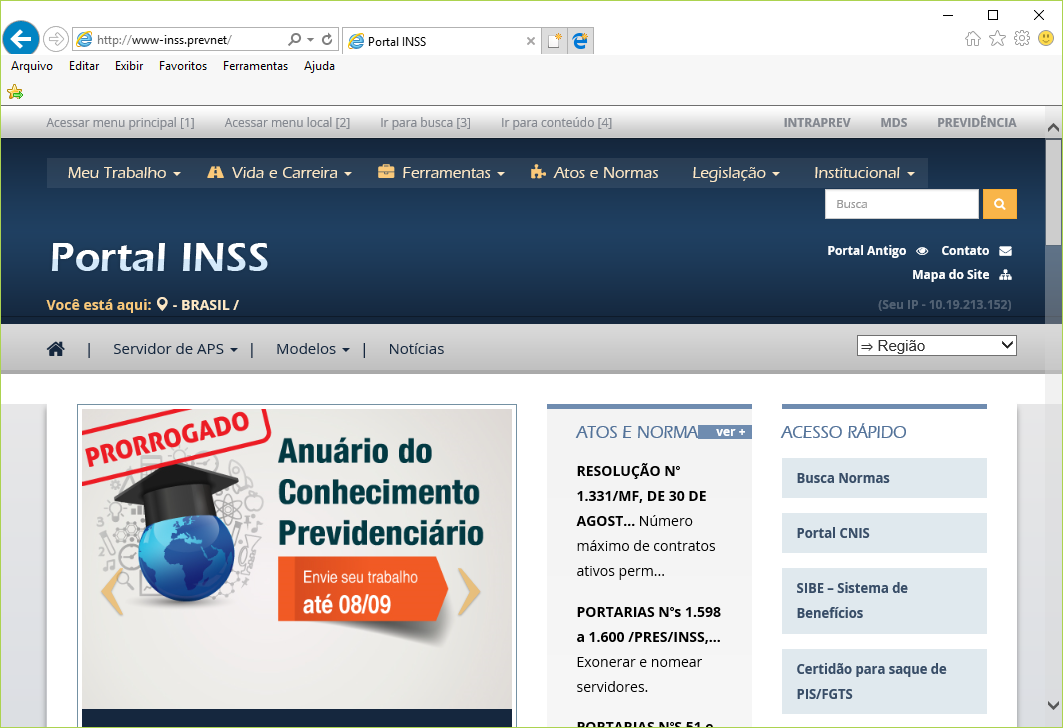 http://www-inss.prevnet/
Portal INSS
Arquivo Editar Exibir Favoritos Ferramentas Ajuda
Acessar menu principal [1] Acessar menu local [2] Ir para busca [3] Ir para conteúdo [4] INTRAPREV MDS PREVIDÊNCIA
Meu Trabalho Vida e Carreira Ferramentas Atos e Normas Legislação Institucional
Busca
Portal INSS
Portal Antigo Contato
Mapa do Site
Você está aqui: - BRASIL /
(Seu IP - 10.19.213.152)
| Servidor de APS | Modelos | Notícias
⇒ Região
PRORROGADO
Anuário do
Conhecimento
Previdenciário
Envie seu trabalho
até 08/09
ATOS E NORMA
ver +
RESOLUÇÃO Nº
1.331/MF, DE 30 DE
AGOST... Número
máximo de contratos
ativos perm...
PORTARIAS Nºs 1.598
a 1.600 /PRES/INSS,...
Exonerar e nomear
servidores.
PORTARIAS NºS 51 e
ACESSO RÁPIDO
Busca Normas
Portal CNIS
SIBE – Sistema de
Benefícios
Certidão para saque de
PIS/FGTS